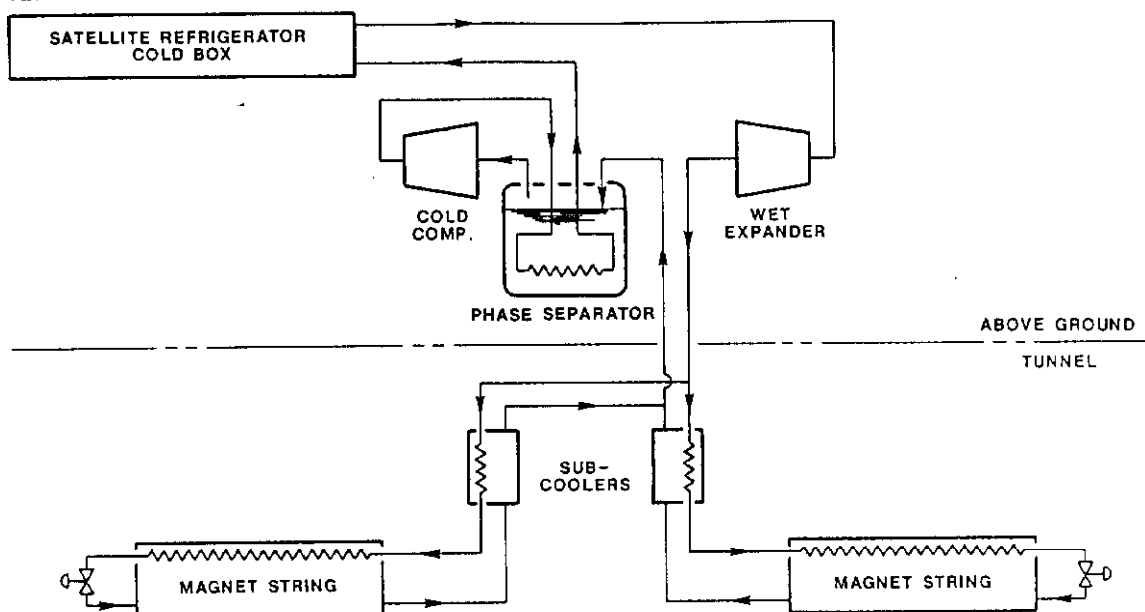 SATELLITE REFRIGERATOR
COLD BOX
COLD
COMP.
WET
EXPANDER
PHASE SEPARATOR
ABOVE GROUND
TUNNEL
SUB-
COOLERS
MAGNET STRING
MAGNET STRING